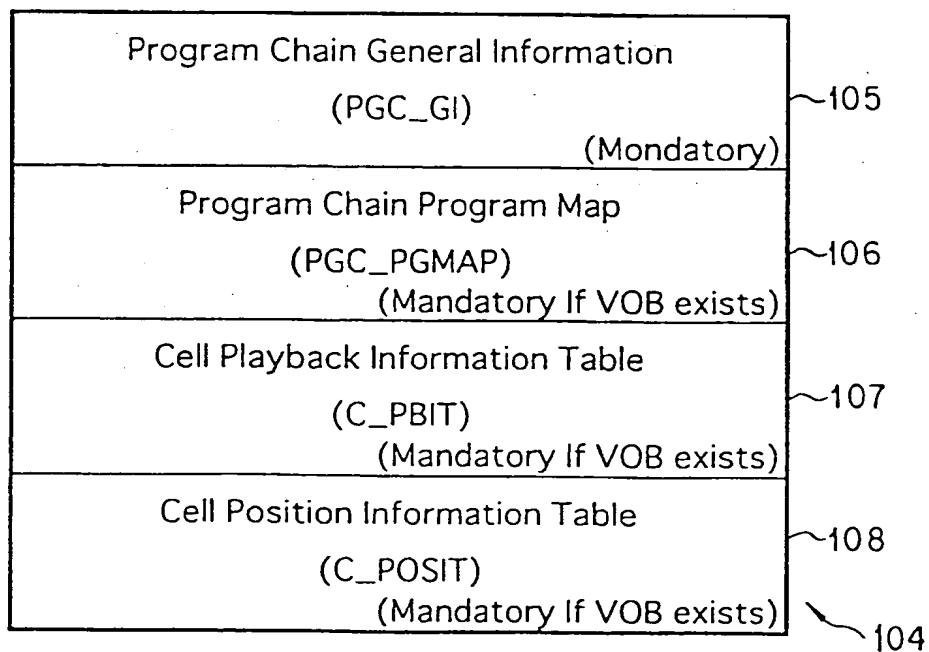 Program Chain General Information
(PGC_GI)
105
(Mondatory)
Program Chain Program Map
(PGC_PGMAP)
106
(Mandatory If VOB exists)
Cell Playback Information Table
(C_PBIT)
107
(Mandatory If VOB exists)
Cell Position Information Table
(C_POSIT)
108
(Mandatory If VOB exists)
104